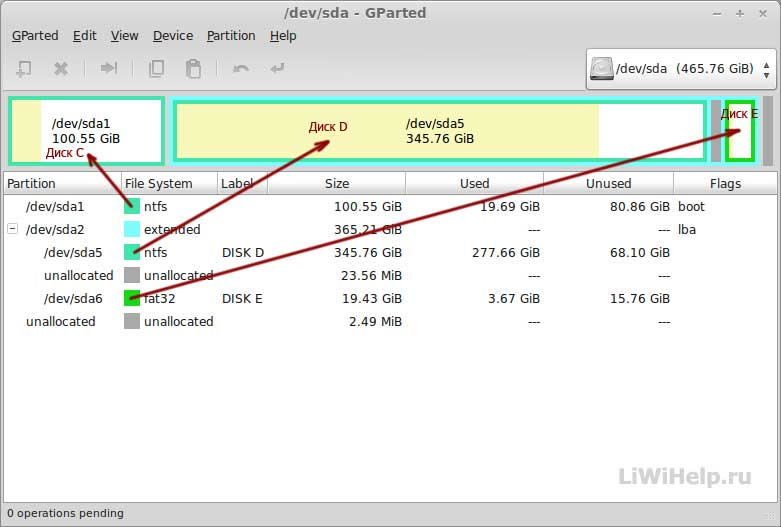 /dev/sda - GParted
GParted Edit View Device Partition Help
/dev/sda (465.76 GiB)
/dev/sda1
100.55 GiB
Диск C
Диск D
/dev/sda5
345.76 GiB
Диск E
Partition File System Label Size Used Unused Flags
/dev/sda1 ntfs 100.55 GiB 19.69 GiB 80.86 GiB boot
/dev/sda2 extended 365.21 GiB --- --- lba
/dev/sda5 ntfs DISK D 345.76 GiB 277.66 GiB 68.10 GiB
unallocated unallocated 23.56 MiB --- ---
/dev/sda6 fat32 DISK E 19.43 GiB 3.67 GiB 15.76 GiB
unallocated unallocated 2.49 MiB --- ---
LiWiHelp.ru
0 operations pending